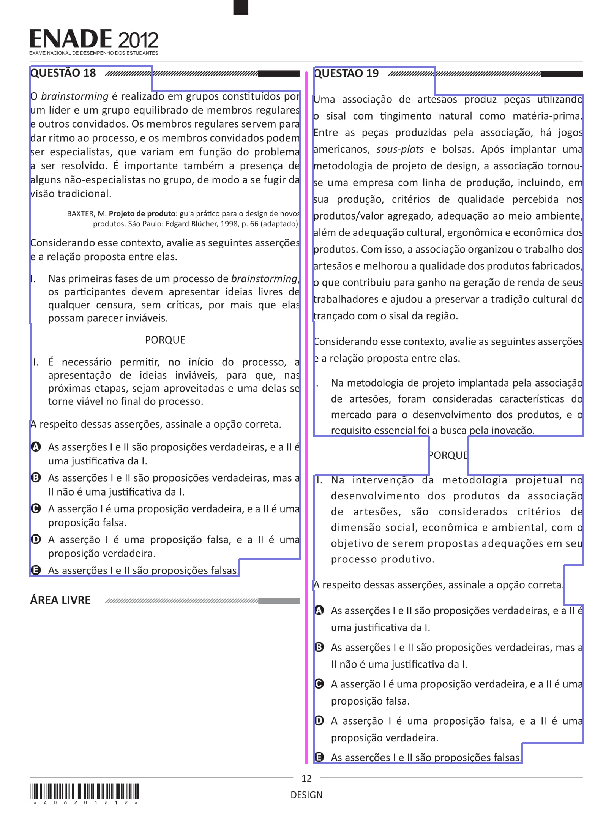 ENADE 2012
EXAME NACIONAL DE DESEMPENHO DOS ESTUDANTES
QUESTÃO 18
O brainstorming é realizado em grupos constituídos por
um líder e um grupo equilibrado de membros regulares
e outros convidados. Os membros regulares servem para
dar ritmo ao processo, e os membros convidados podem
ser especialistas, que variam em função do problema
a ser resolvido. É importante também a presença de
alguns não-especialistas no grupo, de modo a se fugir da
visão tradicional.
BAXTER, M. Projeto de produto: guia prático para o design de novos
produtos. São Paulo: Edgard Blücher, 1998, p. 66 (adaptado).
Considerando esse contexto, avalie as seguintes asserções
e a relação proposta entre elas.
I. Nas primeiras fases de um processo de brainstorming,
os participantes devem apresentar ideias livres de
qualquer censura, sem críticas, por mais que elas
possam parecer inviáveis.
PORQUE
II. É necessário permitir, no início do processo, a
apresentação de ideias inviáveis, para que, nas
próximas etapas, sejam aproveitadas e uma delas se
torne viável no final do processo.
A respeito dessas asserções, assinale a opção correta.
A As asserções I e II são proposições verdadeiras, e a II é
uma justificativa da I.
B As asserções I e II são proposições verdadeiras, mas a
II não é uma justificativa da I.
C A asserção I é uma proposição verdadeira, e a II é uma
proposição falsa.
D A asserção I é uma proposição falsa, e a II é uma
proposição verdadeira.
E As asserções I e II são proposições falsas.
ÁREA LIVRE
QUESTÃO 19
Uma associação de artesãos produz peças utilizando
o sisal com tingimento natural como matéria-prima.
Entre as peças produzidas pela associação, há jogos
americanos, sous-plats e bolsas. Após implantar uma
metodologia de projeto de design, a associação tornou-
se uma empresa com linha de produção, incluindo, em
sua produção, critérios de qualidade percebida nos
produtos/valor agregado, adequação ao meio ambiente,
além de adequação cultural, ergonômica e econômica dos
produtos. Com isso, a associação organizou o trabalho dos
artesãos e melhorou a qualidade dos produtos fabricados,
o que contribuiu para ganho na geração de renda de seus
trabalhadores e ajudou a preservar a tradição cultural do
trançado com o sisal da região.
Considerando esse contexto, avalie as seguintes asserções
e a relação proposta entre elas.
I. Na metodologia de projeto implantada pela associação
de artesões, foram consideradas características do
mercado para o desenvolvimento dos produtos, e o
requisito essencial foi a busca pela inovação.
PORQUE
II. Na intervenção da metodologia projetual no
desenvolvimento dos produtos da associação
de artesões, são considerados critérios de
dimensão social, econômica e ambiental, com o
objetivo de serem propostas adequações em seu
processo produtivo.
A respeito dessas asserções, assinale a opção correta.
A As asserções I e II são proposições verdadeiras, e a II é
uma justificativa da I.
B As asserções I e II são proposições verdadeiras, mas a
II não é uma justificativa da I.
C A asserção I é uma proposição verdadeira, e a II é uma
proposição falsa.
D A asserção I é uma proposição falsa, e a II é uma
proposição verdadeira.
E As asserções I e II são proposições falsas.
12
DESIGN